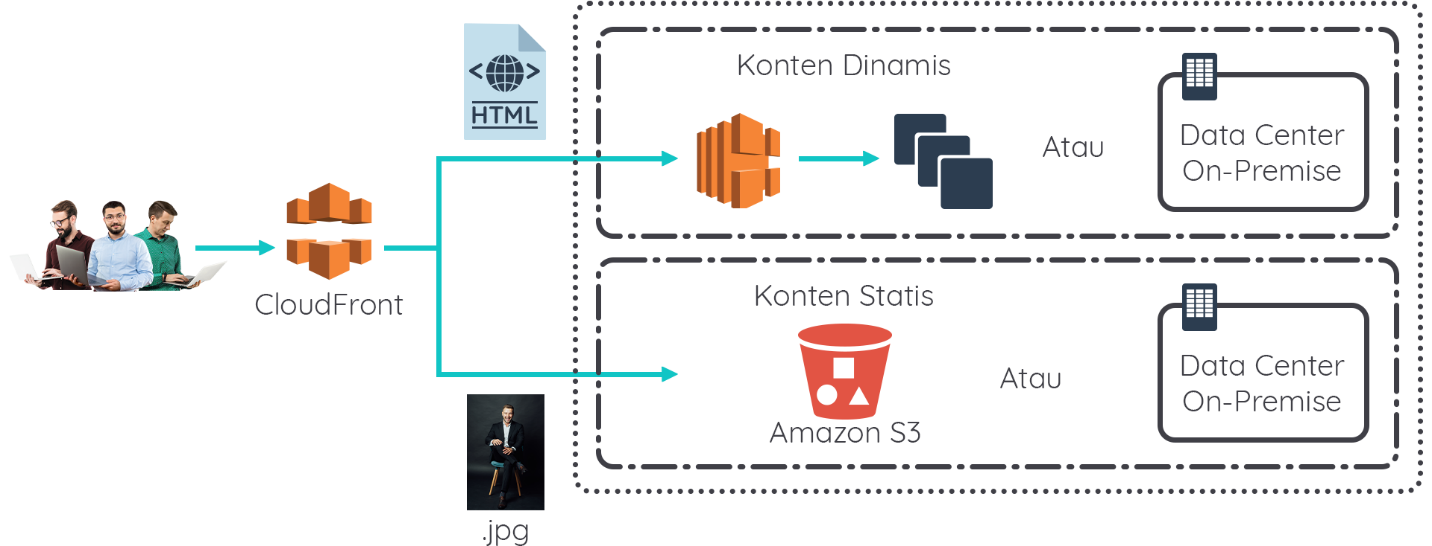 HTML
Konten Dinamis
Atau
Data Center
On-Premise
CloudFront
Konten Statis
Amazon S3
Atau
Data Center
On-Premise
.jpg